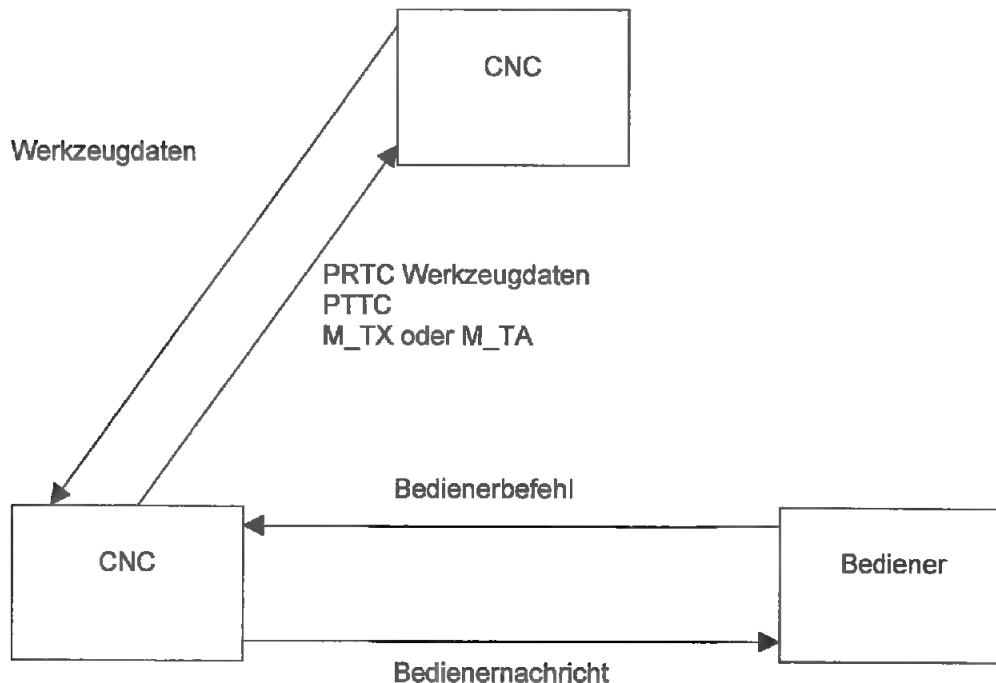 CNC
Werkzeugdaten
PRTC Werkzeugdaten
PTTC
M_TX oder M_TA
Bedienerbefehl
CNC
Bediener
Bedienernachricht